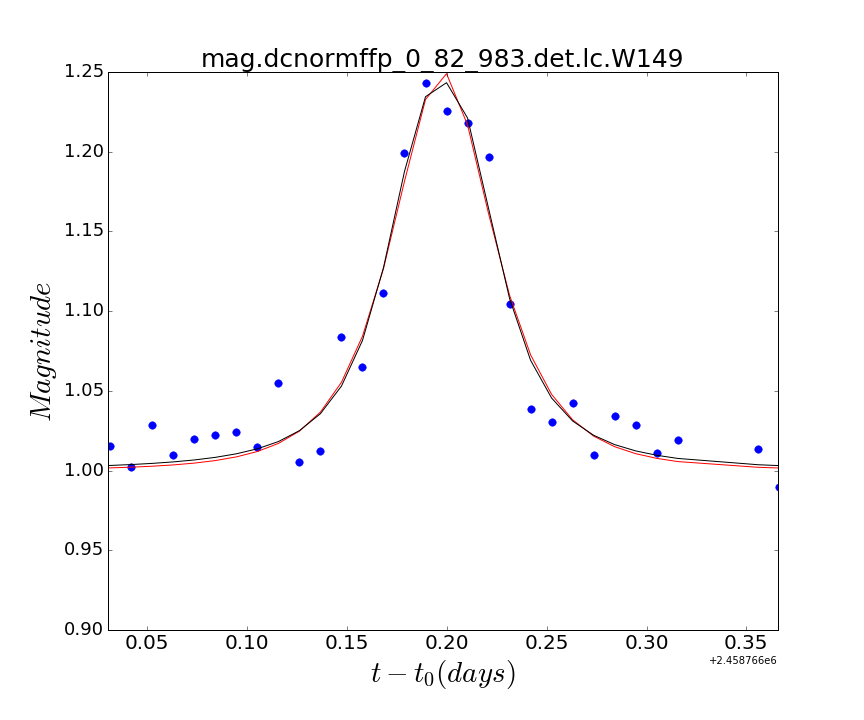 mag.dcnormffp_0_82_983.det.lc.W149
1.25
1.20
1.15
1.10
1.05
1.00
0.95
0.90
Magnitude
0.05 0.10 0.15 0.20 0.25 0.30 0.35
+2.458766e6
t − t₀(days)